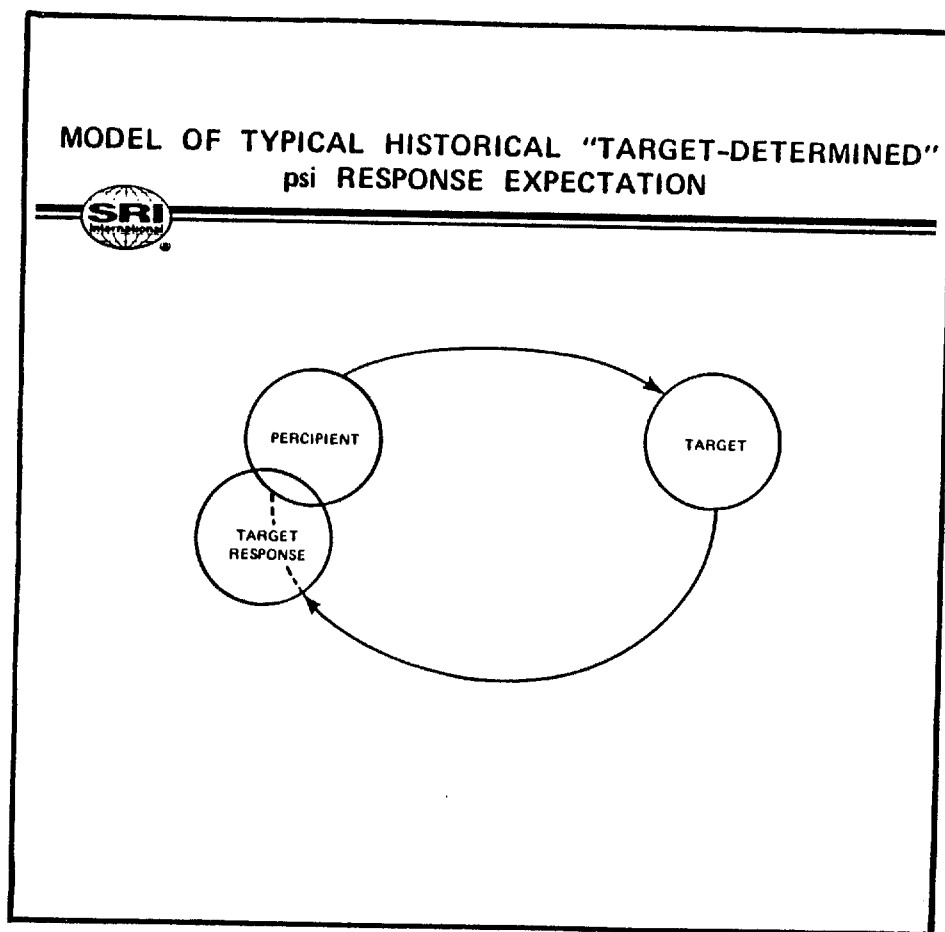 MODEL OF TYPICAL HISTORICAL "TARGET-DETERMINED"
psi RESPONSE EXPECTATION
SRI
International
®
PERCIPIENT
TARGET
TARGET
RESPONSE